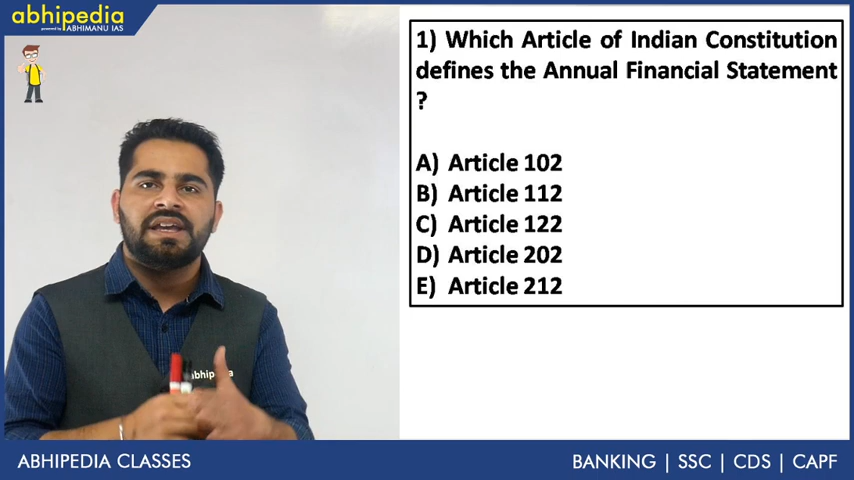 abhipedia
powered by ABHIMANU IAS
1) Which Article of Indian Constitution
defines the Annual Financial Statement
?
A) Article 102
B) Article 112
C) Article 122
D) Article 202
E) Article 212
abhipedia
ABHIPEDIA CLASSES
BANKING | SSC | CDS | CAPF